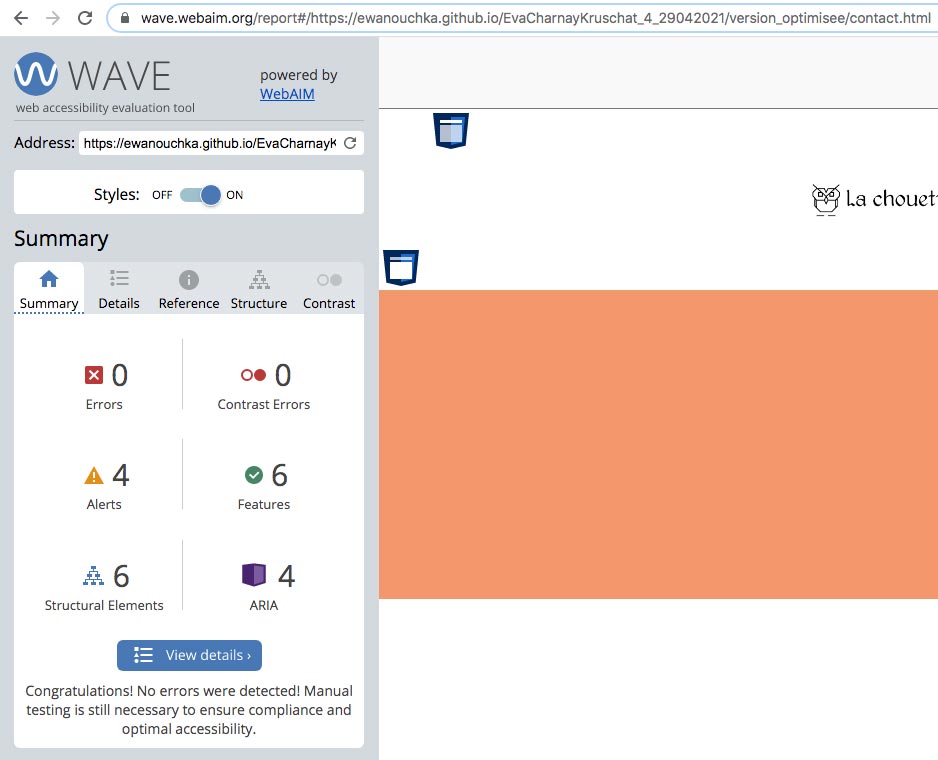 wave.webaim.org/report#/https://ewanouchka.github.io/EvaCharnayKruschat_4_29042021/version_optimisee/contact.html
WAVE
web accessibility evaluation tool
powered by
WebAIM
Address: https://ewanouchka.github.io/EvaCharnayK
Styles: OFF ON
Summary
Summary Details Reference Structure Contrast
0 0
Errors Contrast Errors
4 6
Alerts Features
6 4
Structural Elements ARIA
View details ›
Congratulations! No errors were detected! Manual
testing is still necessary to ensure compliance and
optimal accessibility.
La chouet